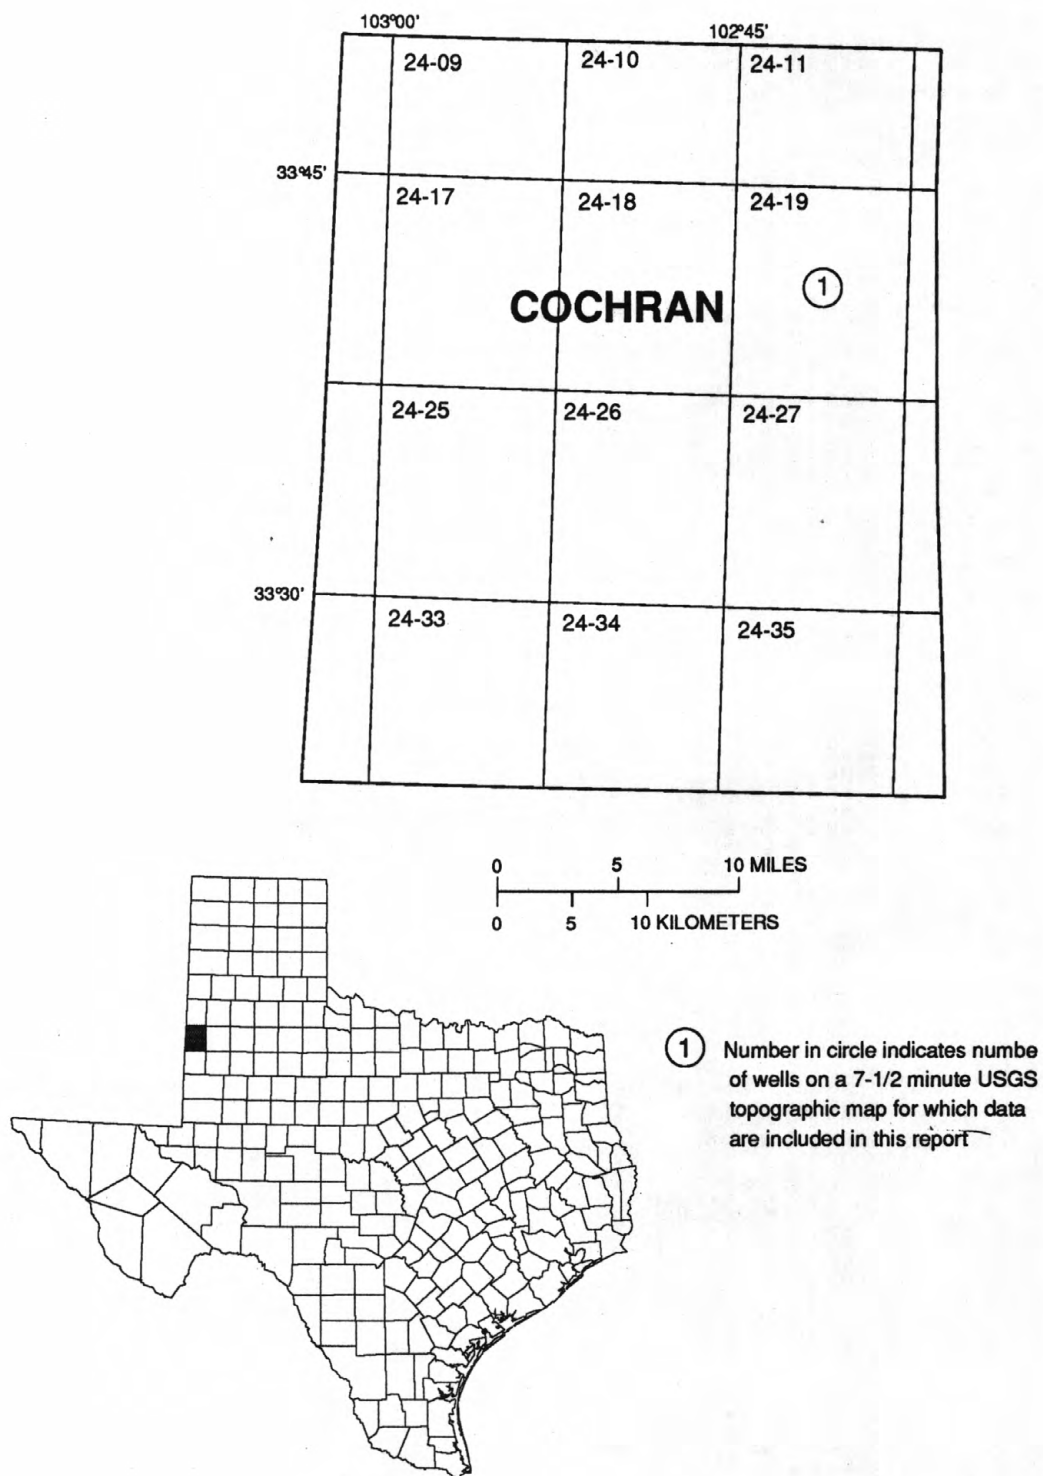 103°00'
102°45'
24-09
24-10
24-11
33°45'
24-17
24-18
24-19
COCHRAN
1
24-25
24-26
24-27
33°30'
24-33
24-34
24-35
0 5 10 MILES
0 5 10 KILOMETERS
1 Number in circle indicates numbe
of wells on a 7-1/2 minute USGS
topographic map for which data
are included in this report